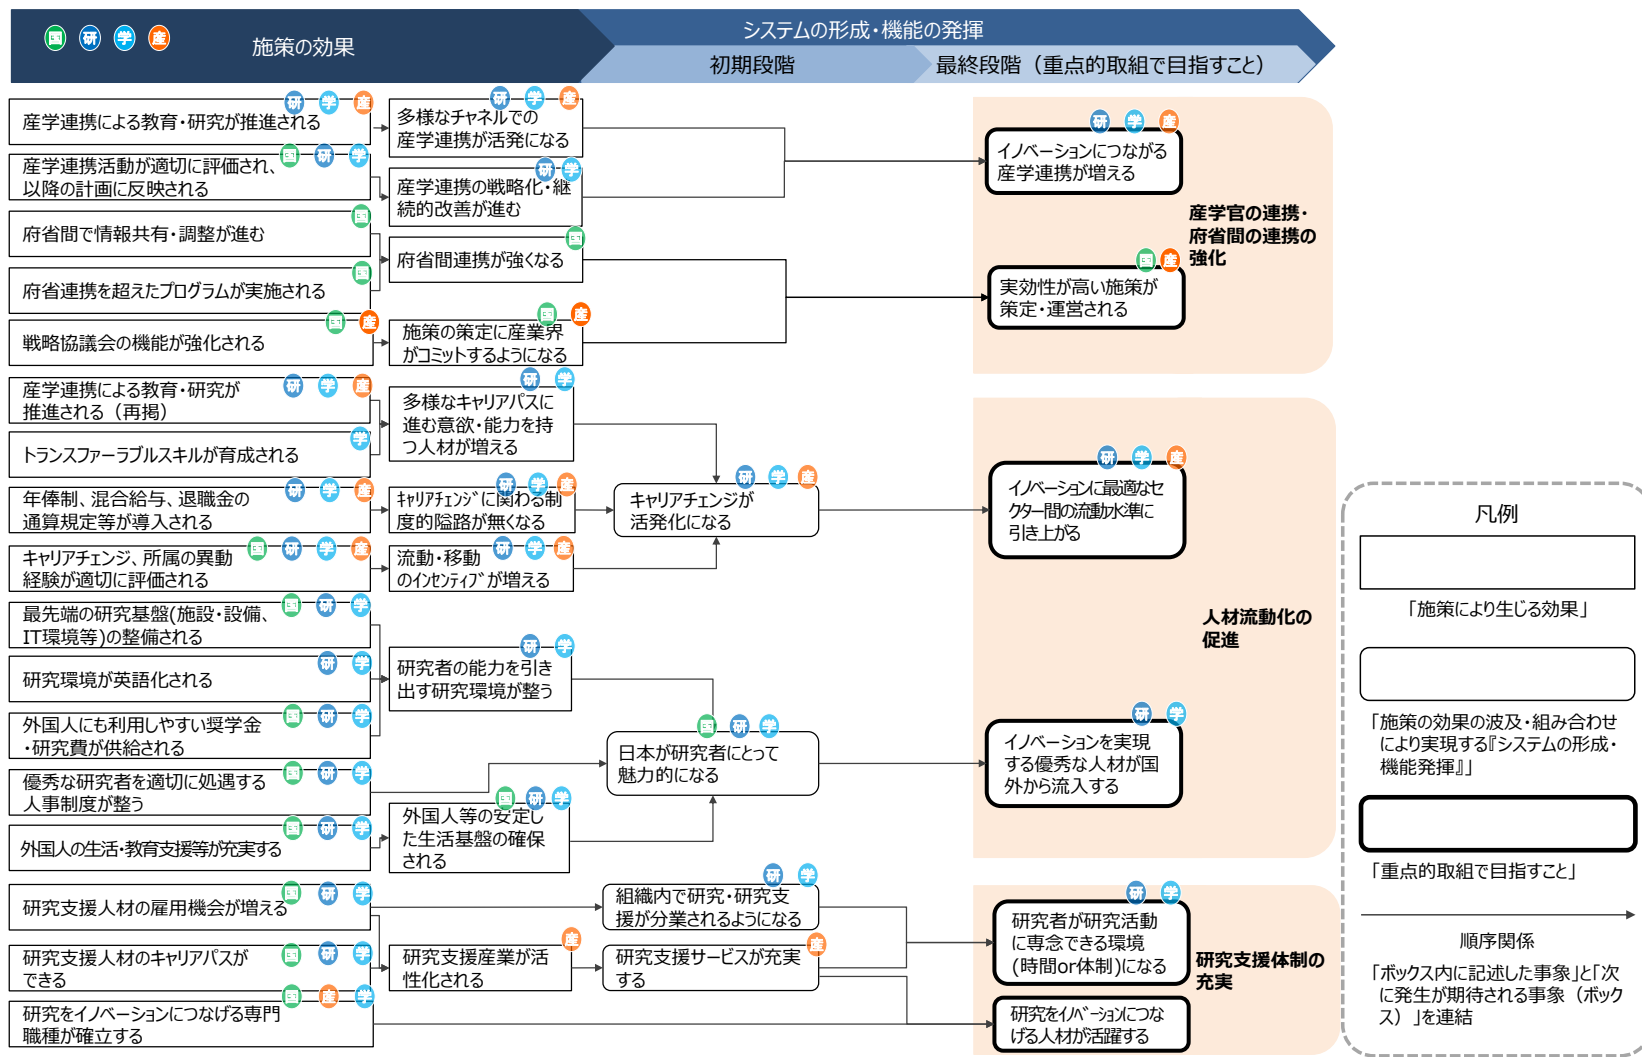 国 研 学 産
施策の効果
システムの形成・機能の発揮
初期段階
最終段階（重点的取組で目指すこと）
研 学 産
産学連携による教育・研究が推進される
国 研 学
産学連携活動が適切に評価され、
以降の計画に反映される
国
府省間で情報共有・調整が進む
国
府省連携を超えたプログラムが実施される
国 産
戦略協議会の機能が強化される
研 学 産
産学連携による教育・研究が
推進される（再掲）
学
トランスファーラブルスキルが育成される
研 学 産
年俸制、混合給与、退職金の
通算規定等が導入される
国 研 学 産
キャリアチェンジ、所属の異動
経験が適切に評価される
国 研 学
最先端の研究基盤(施設・設備、
IT環境等)の整備される
研 学
研究環境が英語化される
国 研 学
外国人にも利用しやすい奨学金
・研究費が供給される
国 研 学
優秀な研究者を適切に処遇する
人事制度が整う
国 研 学
外国人の生活・教育支援等が充実する
国 研 学
研究支援人材の雇用機会が増える
国 研 学
研究支援人材のキャリアパスが
できる
国 産 学
研究をイノベーションにつなげる専門
職種が確立する
研 学 産
多様なチャネルでの
産学連携が活発になる
研 学
産学連携の戦略化・継
続的改善が進む
国
府省間連携が強くなる
国 産
施策の策定に産業界
がコミットするようになる
研 学
多様なキャリアパスに
進む意欲・能力を持
つ人材が増える
研 学 産
ｷｬﾘｱﾁｪﾝｼﾞに関わる制
度的隘路が無くなる
研 学 産
流動・移動
のｲﾝｾﾝﾃｨﾌﾞが増える
研 学
研究者の能力を引き
出す研究環境が整う
国 研 学
外国人等の安定し
た生活基盤の確保
される
産
研究支援産業が活
性化される
研 学 産
キャリアチェンジが
活発化になる
国 研 学
日本が研究者にとって
魅力的になる
研 学
組織内で研究・研究支
援が分業されるようになる
産
研究支援サービスが充実
する
研 学 産
イノベーションにつながる
産学連携が増える
国 産
実効性が高い施策が
策定・運営される
産学官の連携・
府省間の連携の
強化
研 学 産
イノベーションに最適なセ
クター間の流動水準に
引き上がる
人材流動化の
促進
研 学
イノベーションを実現
する優秀な人材が国
外から流入する
研 学
研究者が研究活動
に専念できる環境
(時間or体制)になる
研究支援体制の
充実
研究をｲﾉﾍﾞｰｼｮﾝにつな
げる人材が活躍する
凡例
「施策により生じる効果」
「施策の効果の波及・組み合わせ
により実現する『システムの形成・
機能発揮』」
「重点的取組で目指すこと」
順序関係
「ボックス内に記述した事象」と「次
に発生が期待される事象（ボック
ス）」を連結